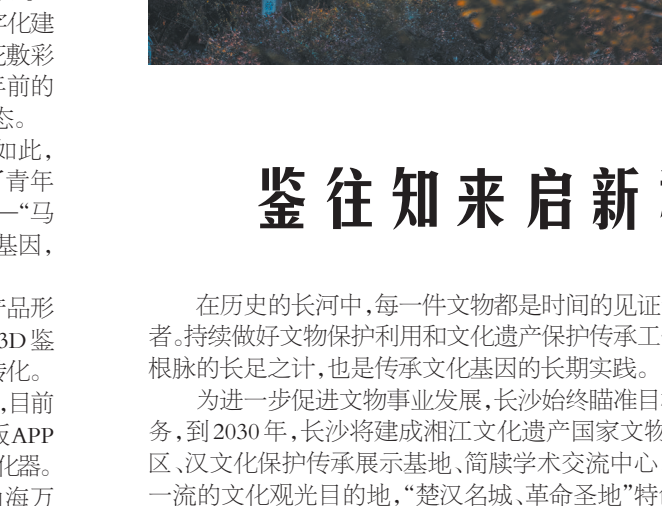 字化建
敷彩
年前的
态。
如此，
青年
—“马
基因，
产品形
3D鉴
转化。
，目前
版APP
化器。
海万
鉴往知来启新
在历史的长河中，每一件文物都是时间的见证
者。持续做好文物保护利用和文化遗产保护传承工
根脉的长足之计，也是传承文化基因的长期实践。
为进一步促进文物事业发展，长沙始终瞄准目
务，到2030年，长沙将建成湘江文化遗产国家文物
区、汉文化保护传承展示基地、简牍学术交流中心
一流的文化观光目的地，“楚汉名城、革命圣地”特